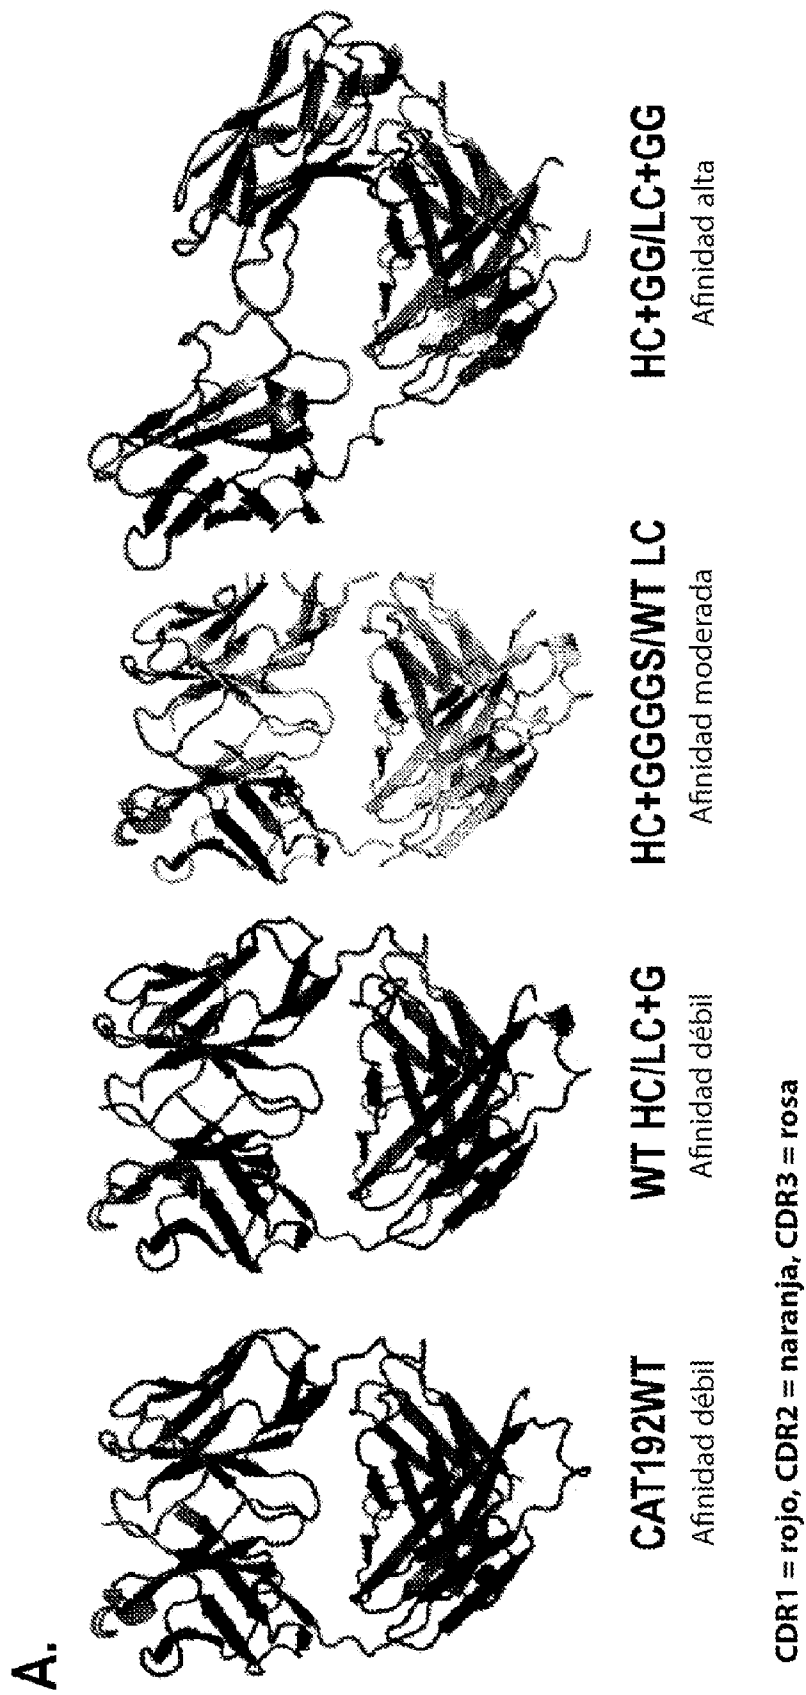 A.
CAT192WT
Afinidad débil
WT HC/LC+G
Afinidad débil
HC+GGGGS/WT LC
Afinidad moderada
HC+GG/LC+GG
Afinidad alta
CDR1 = rojo, CDR2 = naranja, CDR3 = rosa